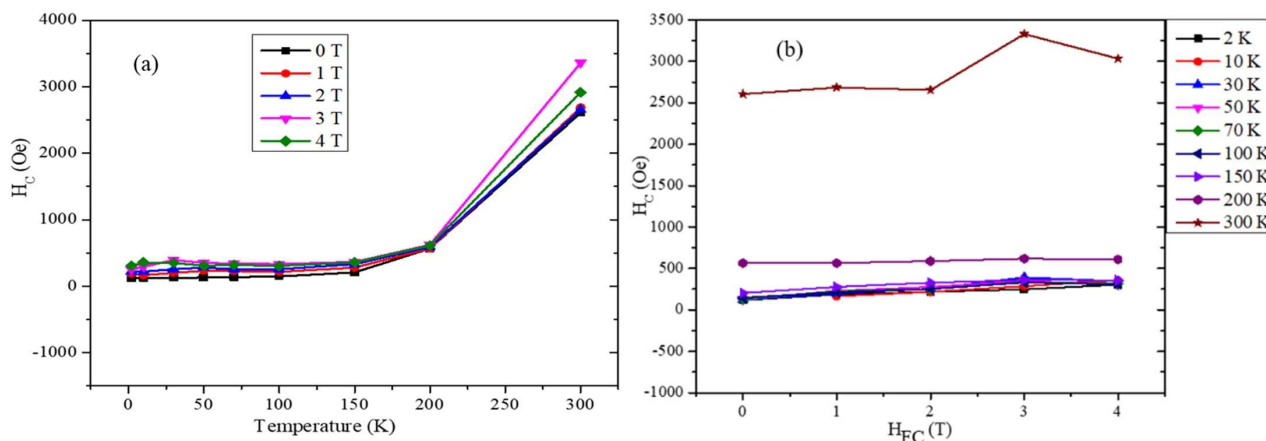 (a)
0 T
1 T
2 T
3 T
4 T
4000
3000
2000
1000
0
-1000
H_C (Oe)
0
50
100
150
200
250
300
Temperature (K)
(b)
3500
3000
2500
2000
1500
1000
500
0
-500
-1000
H_C (Oe)
0
1
2
3
4
H_FC (T)
2 K
10 K
30 K
50 K
70 K
100 K
150 K
200 K
300 K